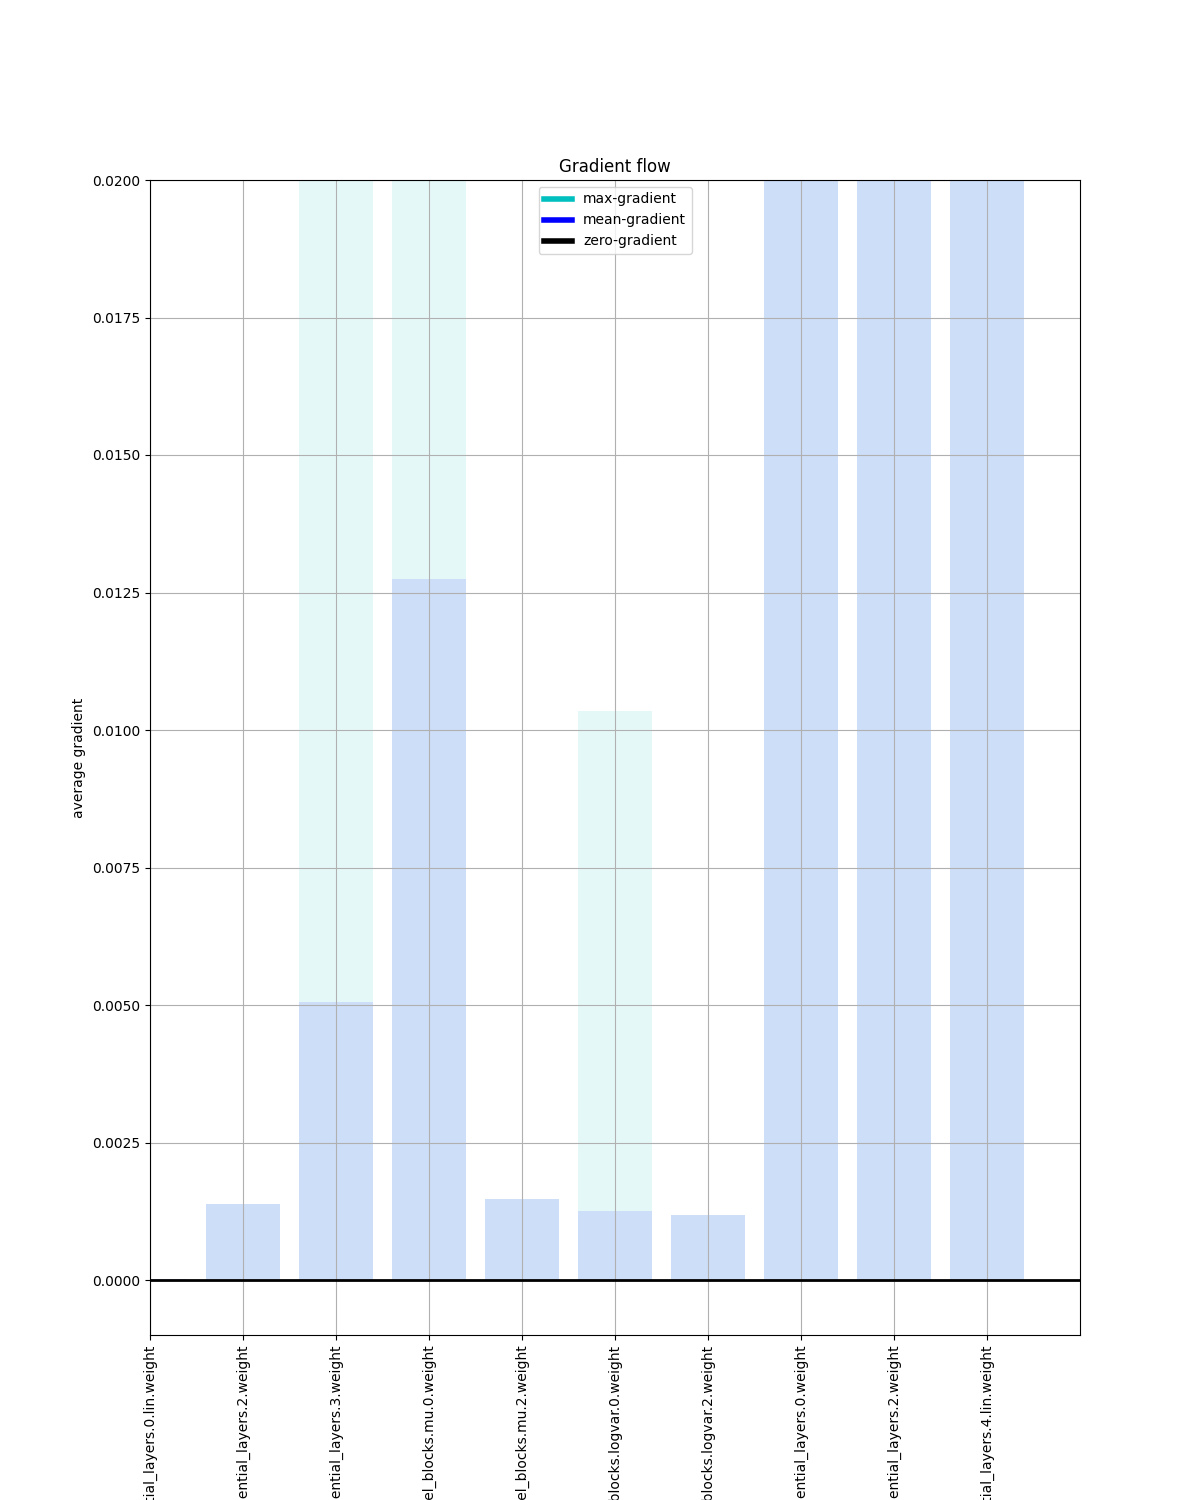 Gradient flow
max-gradient
mean-gradient
zero-gradient
0.0200
0.0175
0.0150
0.0125
0.0100
0.0075
0.0050
0.0025
0.0000
average gradient
tial_layers.0.lin.weight
ential_layers.2.weight
ential_layers.3.weight
el_blocks.mu.0.weight
el_blocks.mu.2.weight
blocks.logvar.0.weight
blocks.logvar.2.weight
ential_layers.0.weight
ential_layers.2.weight
tial_layers.4.lin.weight